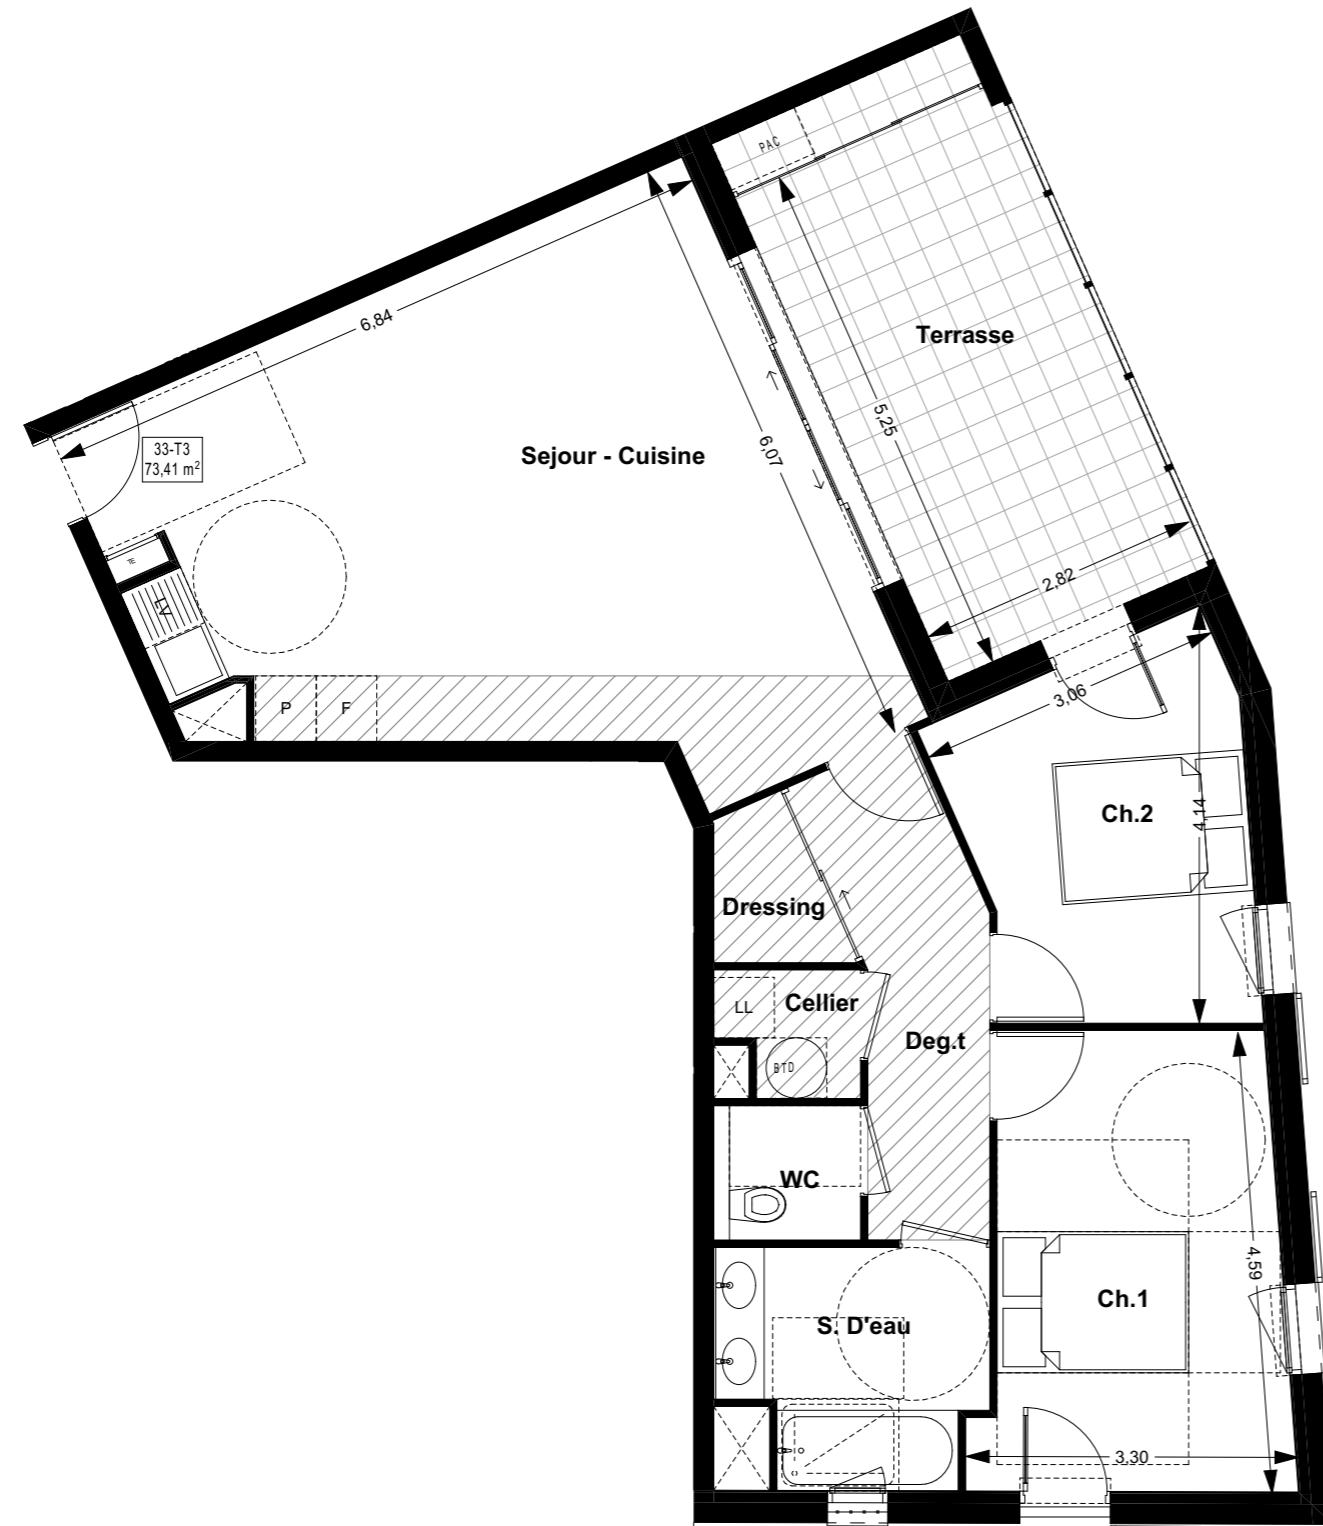 PAC
6,84
Terrasse
33-T3
73,41 m²
Sejour - Cuisine
6,07
5,25
TE
LV
2,82
3,06
P
F
Ch.2
4,14
Dressing
LL
Cellier
Deg.t
BTD
WC
4,59
Ch.1
S. D'eau
3,30